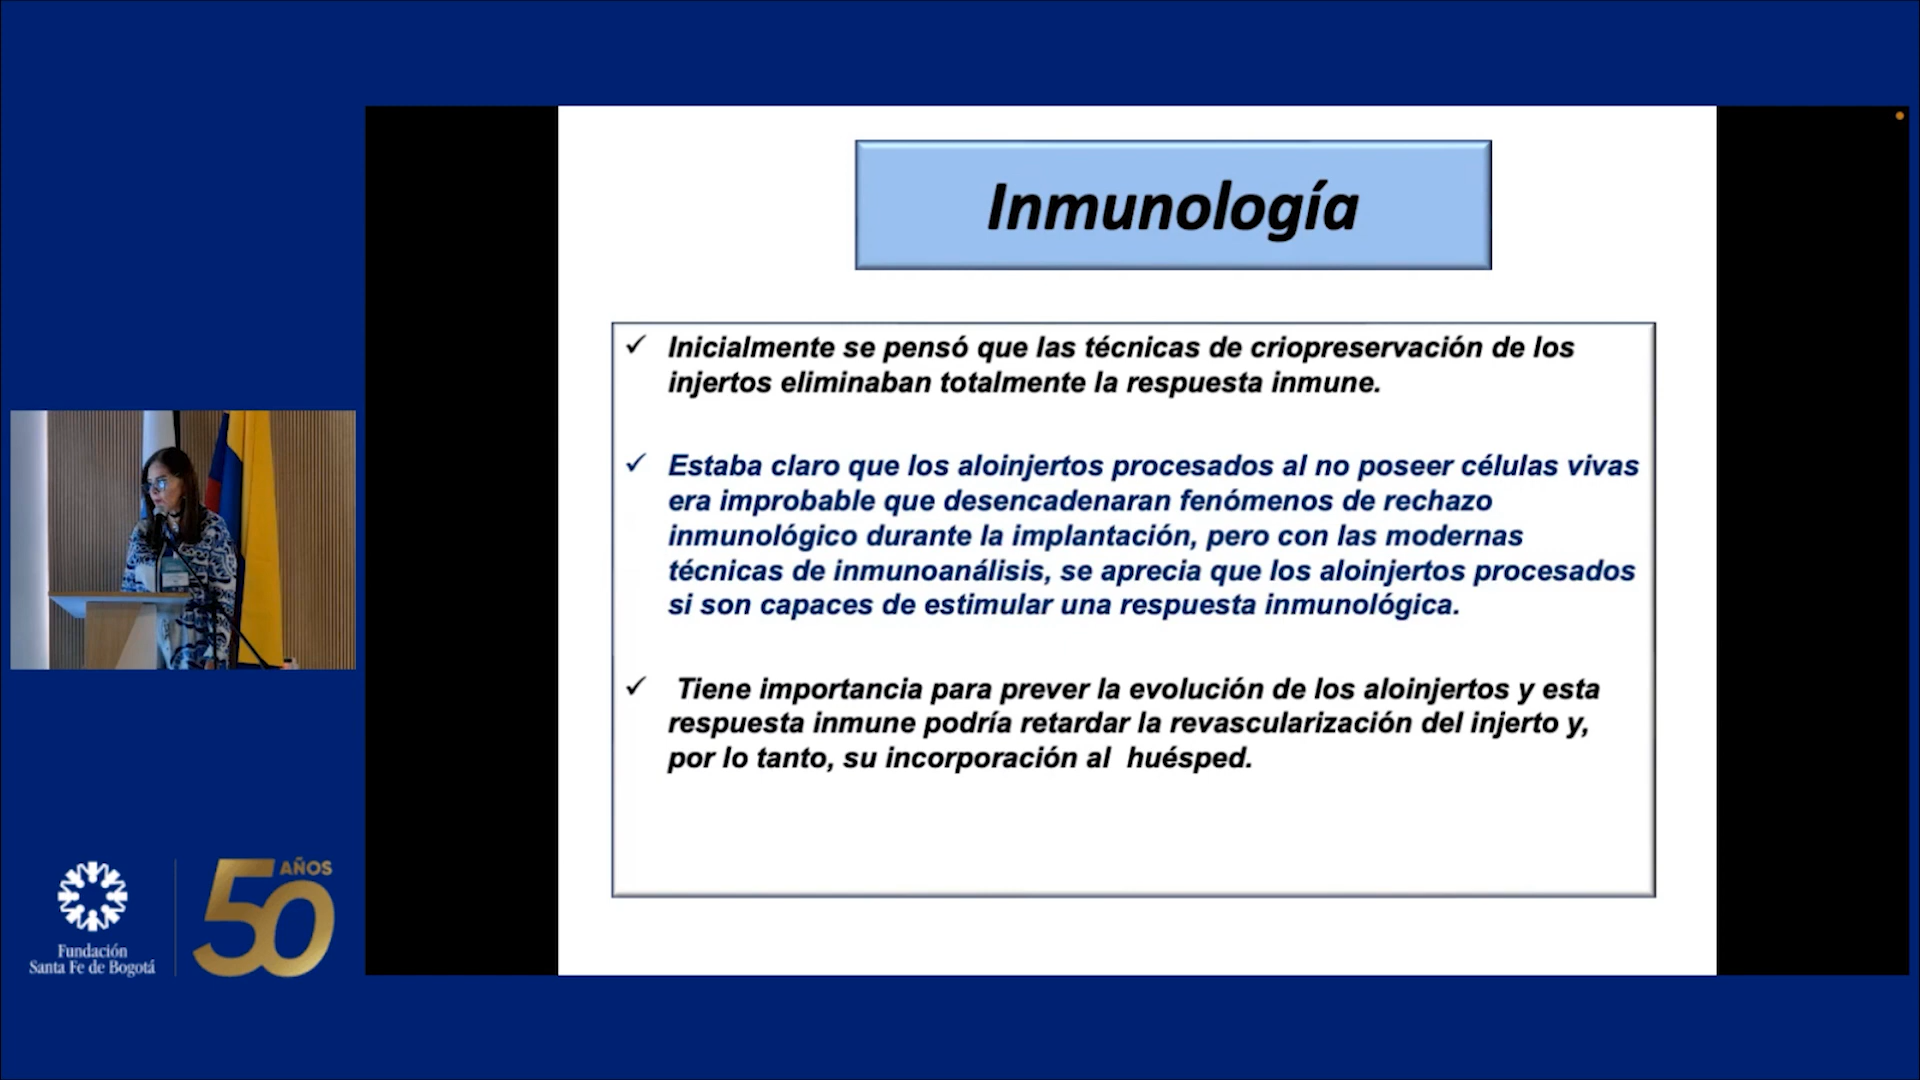 Inmunología
✓ Inicialmente se pensó que las técnicas de criopreservación de los
injertos eliminaban totalmente la respuesta inmune.
✓ Estaba claro que los aloinjertos procesados al no poseer células vivas
era improbable que desencadenaran fenómenos de rechazo
inmunológico durante la implantación, pero con las modernas
técnicas de inmunoanálisis, se aprecia que los aloinjertos procesados
si son capaces de estimular una respuesta inmunológica.
✓ Tiene importancia para prever la evolución de los aloinjertos y esta
respuesta inmune podría retardar la revascularización del injerto y,
por lo tanto, su incorporación al huésped.
Fundación
Santa Fe de Bogotá
50 AÑOS